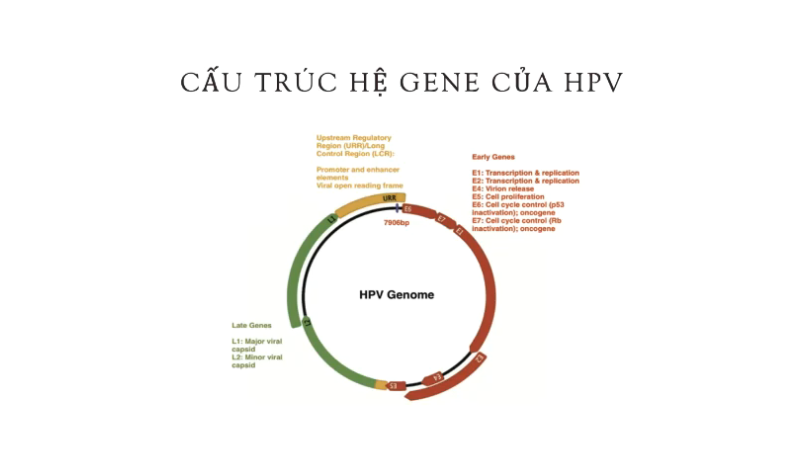 CẤU TRÚC HỆ GENE CỦA HPV
Upstream Regulatory
Region (URR)/Long
Control Region (LCR):
Promoter and enhancer
elements
Viral open reading frame
Early Genes
E1: Transcription & replication
E2: Transcription & replication
E4: Virion release
E5: Cell proliferation
E6: Cell cycle control (p53
inactivation); oncogene
E7: Cell cycle control (Rb
inactivation); oncogene
URR
E6
E7
E1
7906bp
HPV Genome
E2
E4
E5
L1
Late Genes
L1: Major viral
capsid
L2: Minor viral
capsid